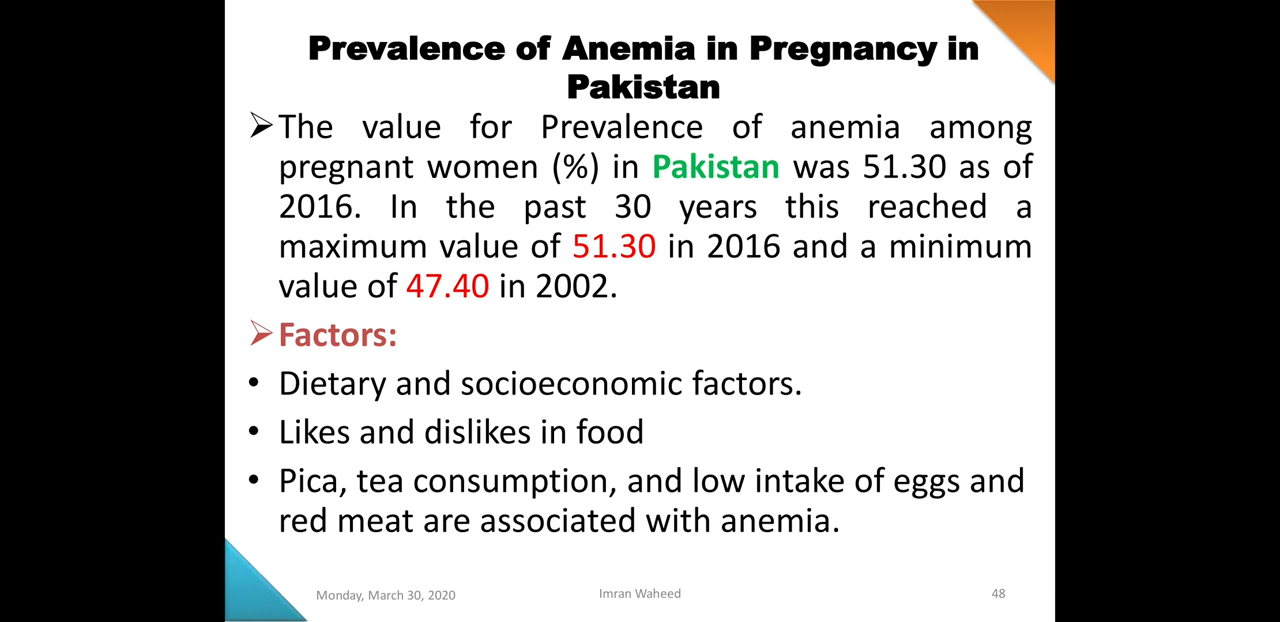 Prevalence of Anemia in Pregnancy in
Pakistan
➢The value for Prevalence of anemia among
pregnant women (%) in Pakistan was 51.30 as of
2016. In the past 30 years this reached a
maximum value of 51.30 in 2016 and a minimum
value of 47.40 in 2002.
➢Factors:
• Dietary and socioeconomic factors.
• Likes and dislikes in food
• Pica, tea consumption, and low intake of eggs and
red meat are associated with anemia.
Monday, March 30, 2020
Imran Waheed
48